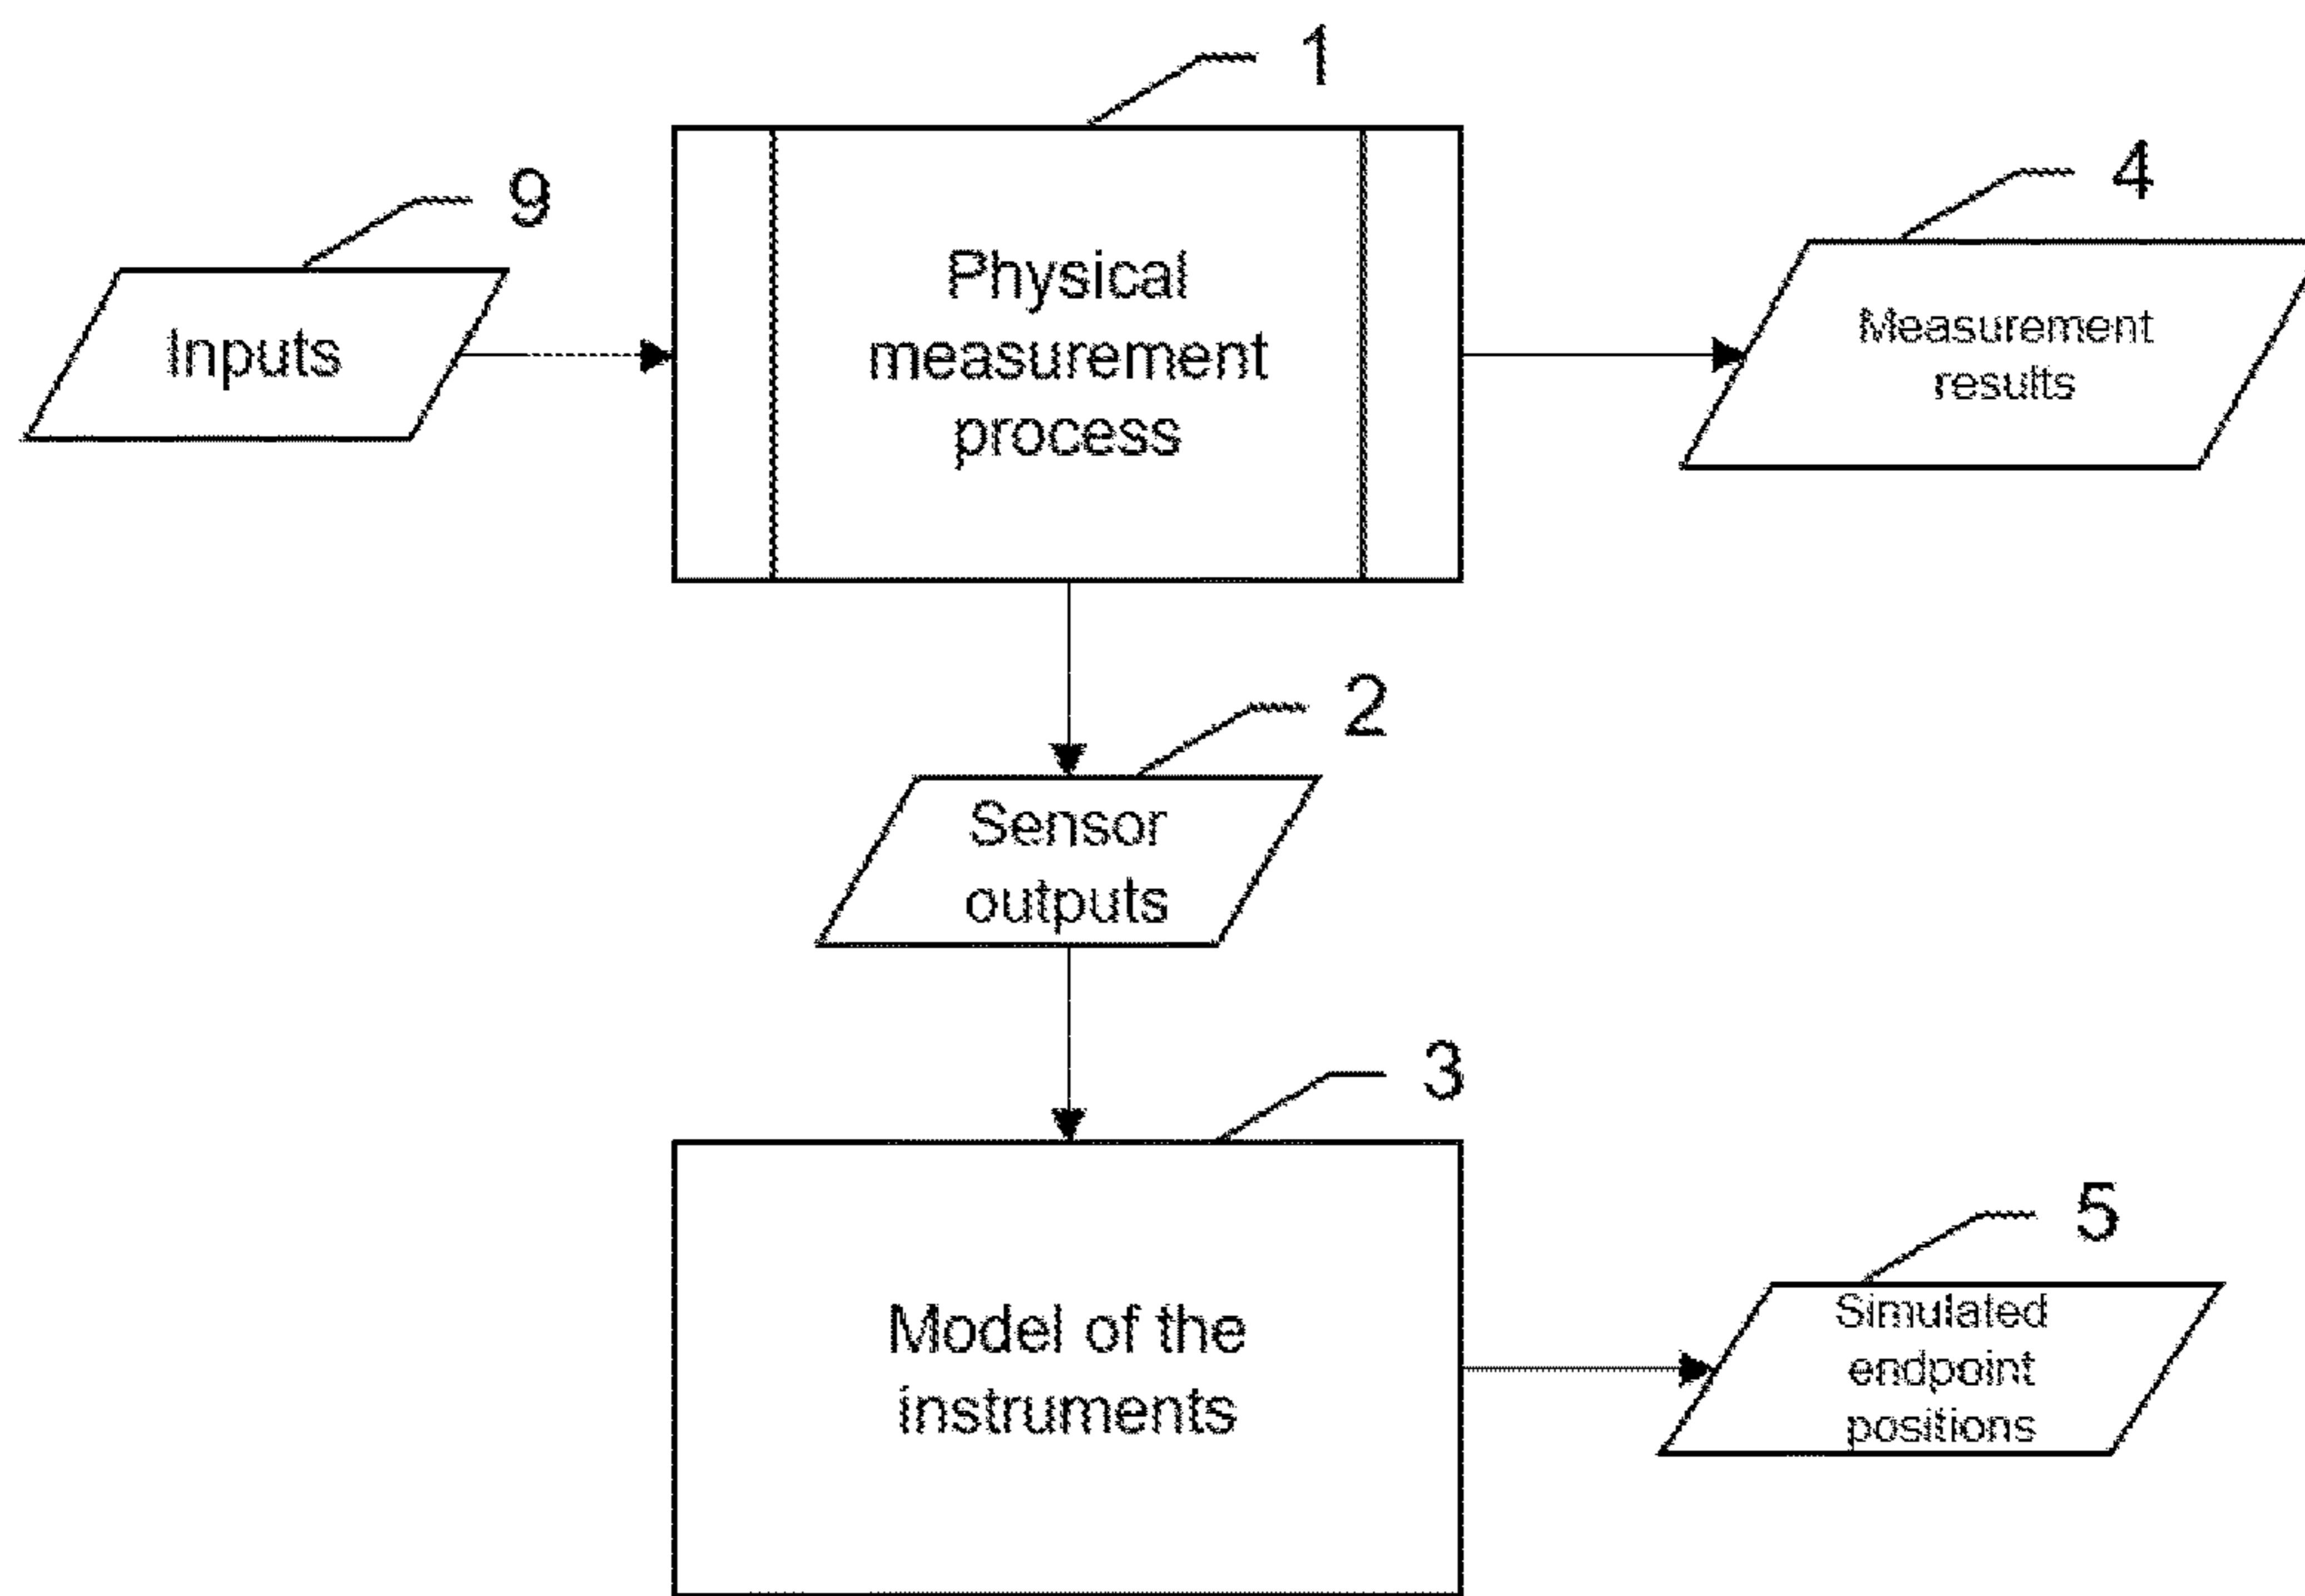 1
9
4
Physical
measurement
process
Inputs
Measurement
results
2
Sensor
outputs
3
Model of the
instruments
5
Simulated
endpoint
positions